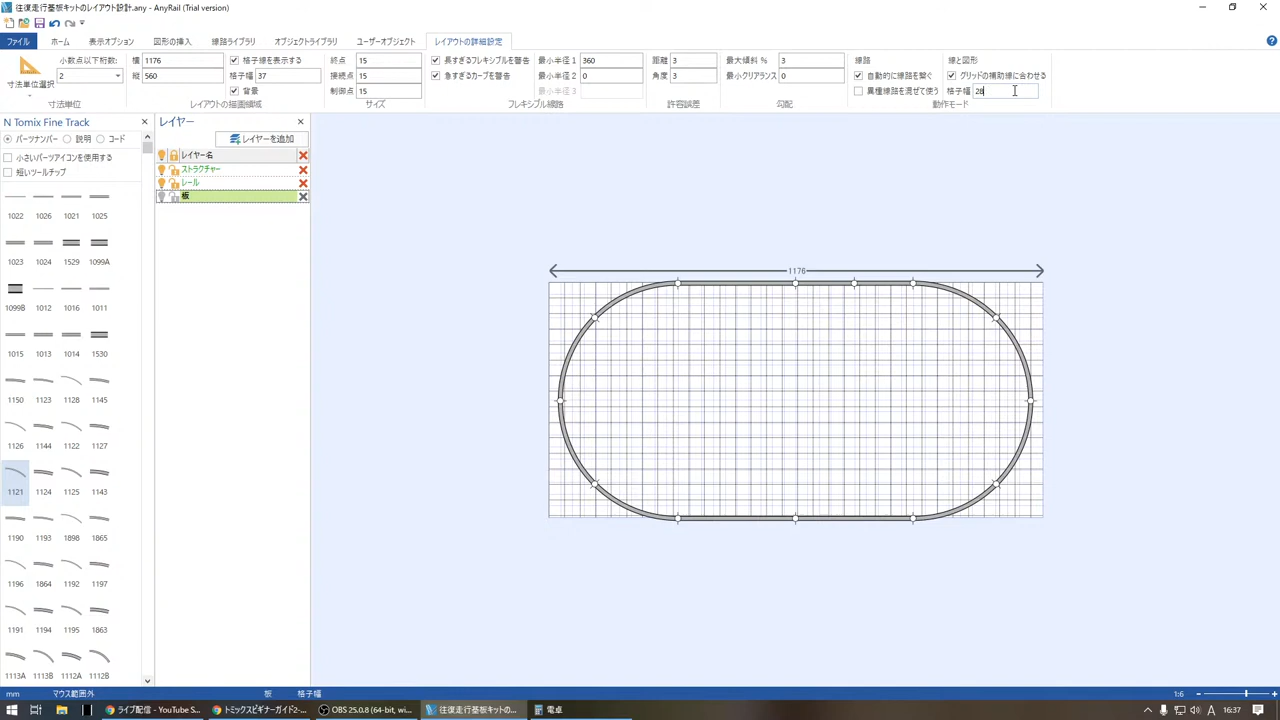 往復走行基板キットのレイアウト設計.any - AnyRail (Trial version)
ファイル ホーム 表示オプション 図形の挿入 線路ライブラリ オブジェクトライブラリ ユーザーオブジェクト レイアウトの詳細設定
小数点以下桁数: 横 1176 格子線を表示する 終点 15 長すぎるフレキシブルを警告 最小半径 1 360 距離 3 最大傾斜 % 3 線路 線と図形
2 縦 560 格子幅 37 接続点 15 急すぎるカーブを警告 最小半径 2 0 角度 3 最小クリアランス 0 自動的に線路を繋ぐ グリッドの補助線に合わせる
寸法単位選択 背景 制御点 15 最小半径 3 異種線路を混ぜて使う 格子幅 28
寸法単位 レイアウトの描画領域 サイズ フレキシブル線路 許容誤差 勾配 動作モード
N Tomix Fine Track
パーツナンバー 説明 コード
小さいパーツアイコンを使用する
短いツールチップ
1022 1026 1021 1025
1023 1024 1529 1099A
1099B 1012 1016 1011
1015 1013 1014 1530
1150 1123 1128 1145
1126 1144 1122 1127
1121 1124 1125 1143
1190 1193 1898 1865
1196 1864 1192 1197
1191 1194 1195 1863
1113A 1113B 1112A 1112B
レイヤー
レイヤーを追加
レイヤー名
ストラクチャー
レール
板
1176
mm マウス範囲外 板 格子幅 1:6
ライブ配信 - YouTube S... トミックスビギナーガイド2-... OBS 25.0.8 (64-bit, wi... 往復走行基板キットの... 電卓 A 16:37